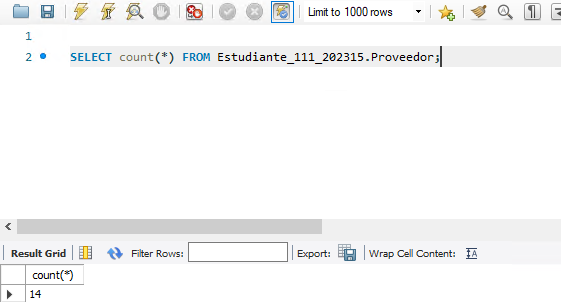 Limit to 1000 rows
1
2 SELECT count(*) FROM Estudiante_111_202315.Proveedor;
Result Grid Filter Rows: Export: Wrap Cell Content:
count(*)
14